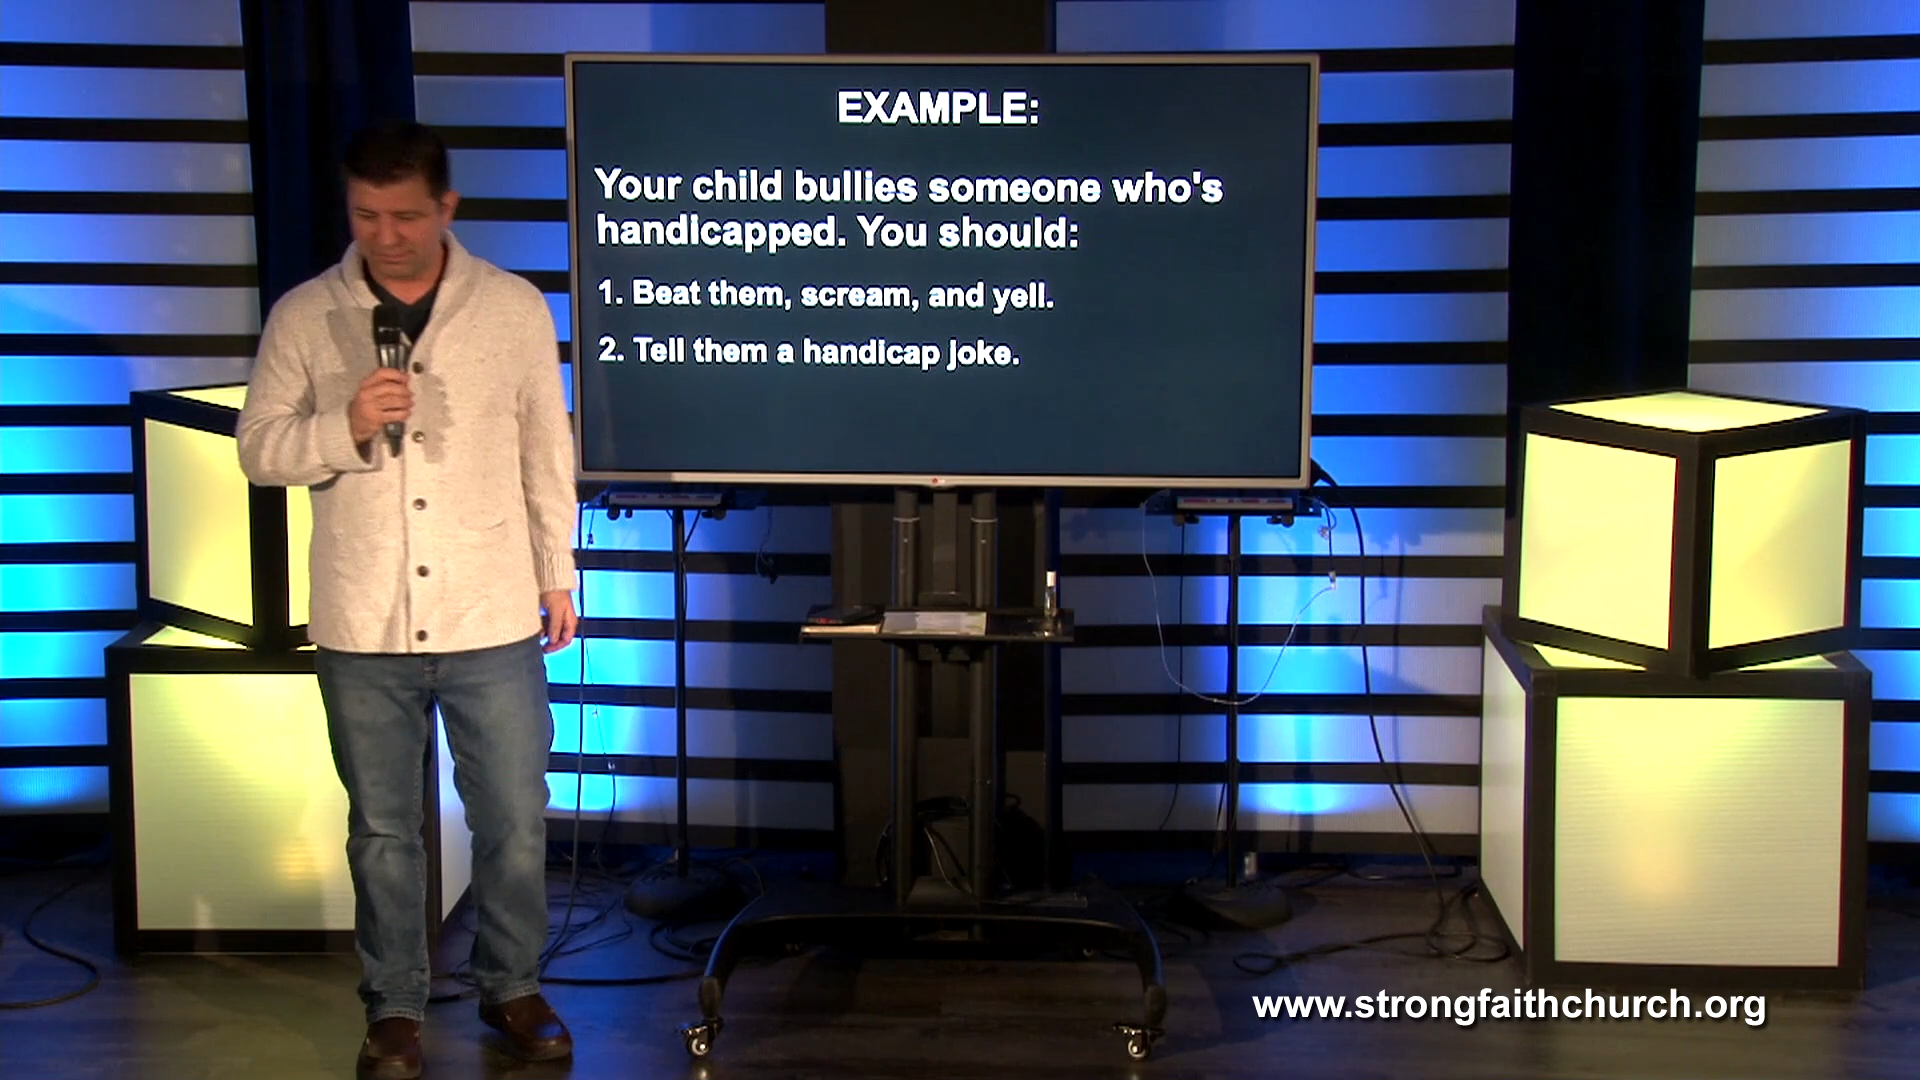 EXAMPLE:
Your child bullies someone who's
handicapped. You should:
1. Beat them, scream, and yell.
2. Tell them a handicap joke.
www.strongfaithchurch.org